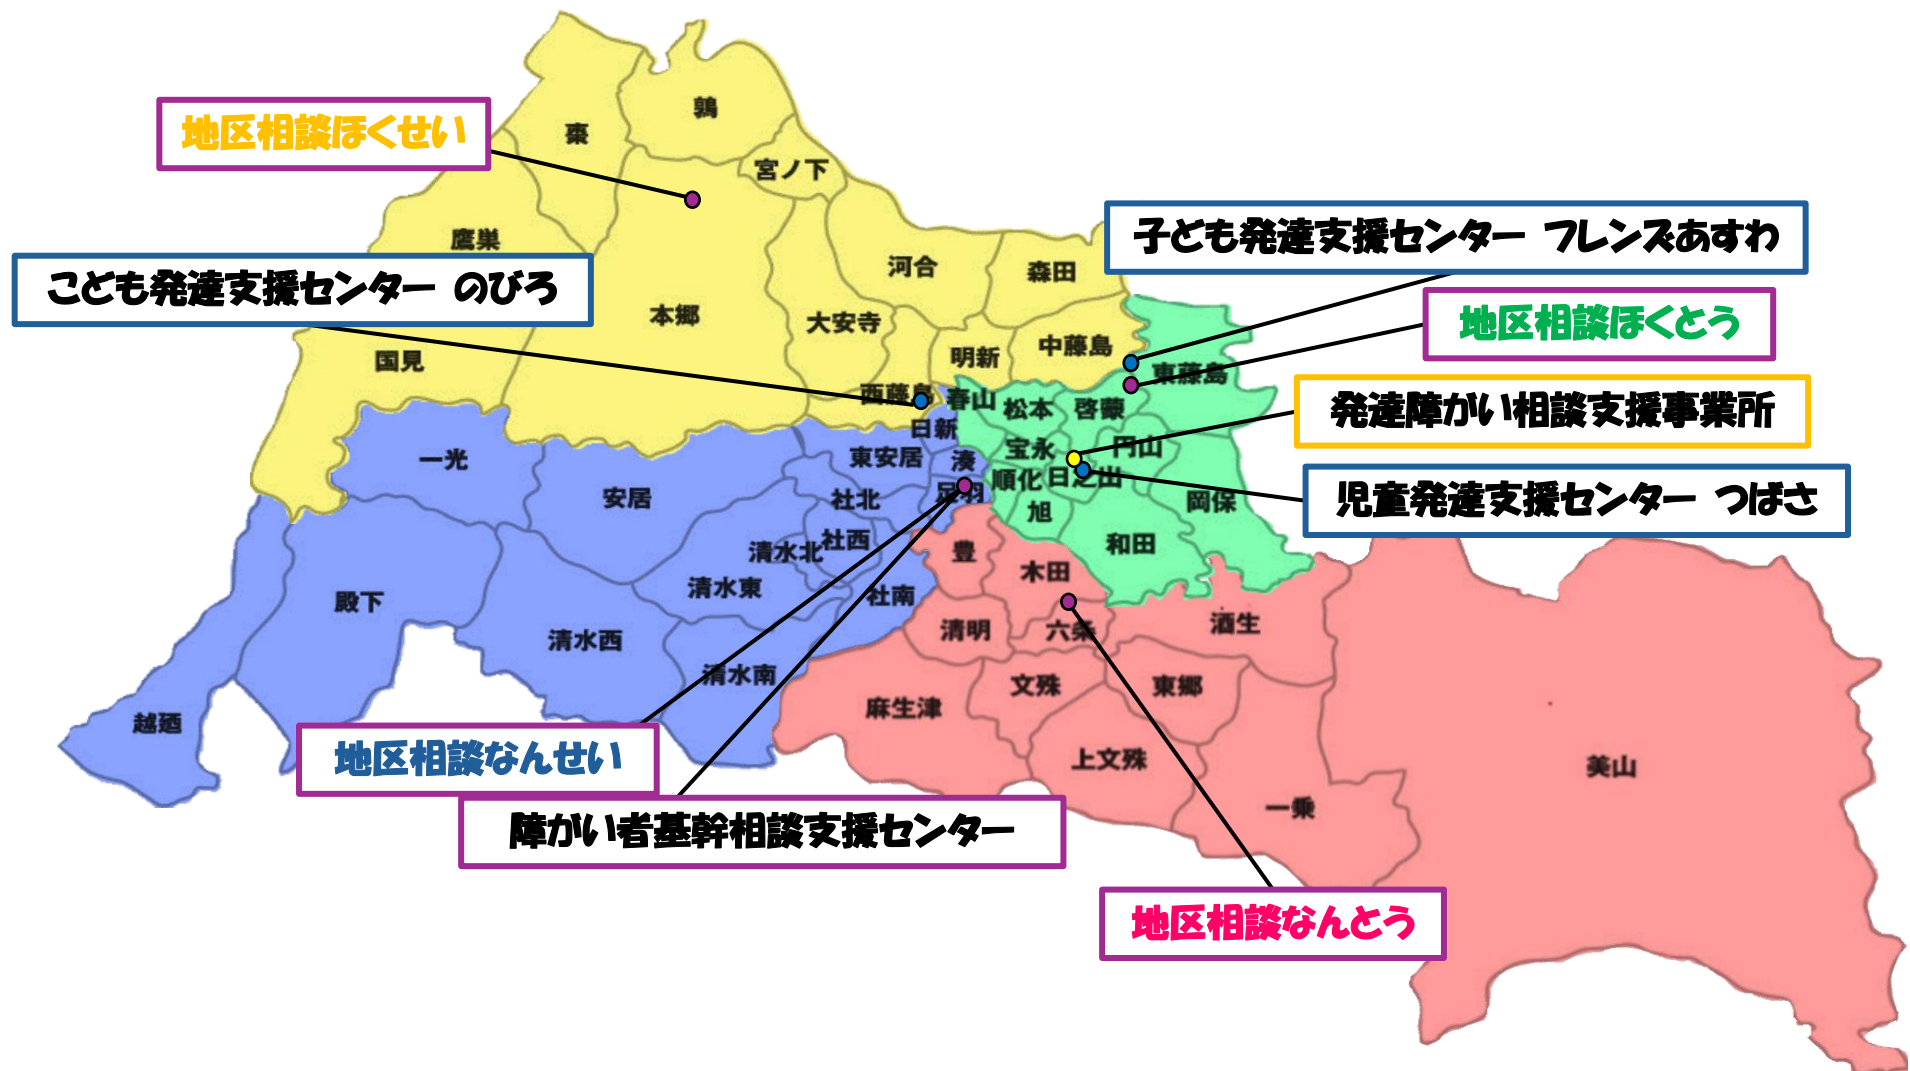 鶉
棗
地区相談ほくせい
宮ノ下
鷹巣
子ども発達支援センター フレンズあすわ
河合
森田
こども発達支援センター のびろ
本郷
大安寺
地区相談ほくとう
国見
明新
中藤島
東藤島
西藤島
春山
松本
啓蒙
発達障がい相談支援事業所
日新
一光
東安居
湊
宝永
円山
安居
社北
足羽
順化
日之出
岡保
児童発達支援センター つばさ
旭
清水北
社西
豊
和田
清水東
社南
木田
殿下
清水西
清明
六条
酒生
清水南
文殊
東郷
越廼
麻生津
地区相談なんせい
上文殊
美山
一乗
障がい者基幹相談支援センター
地区相談なんとう